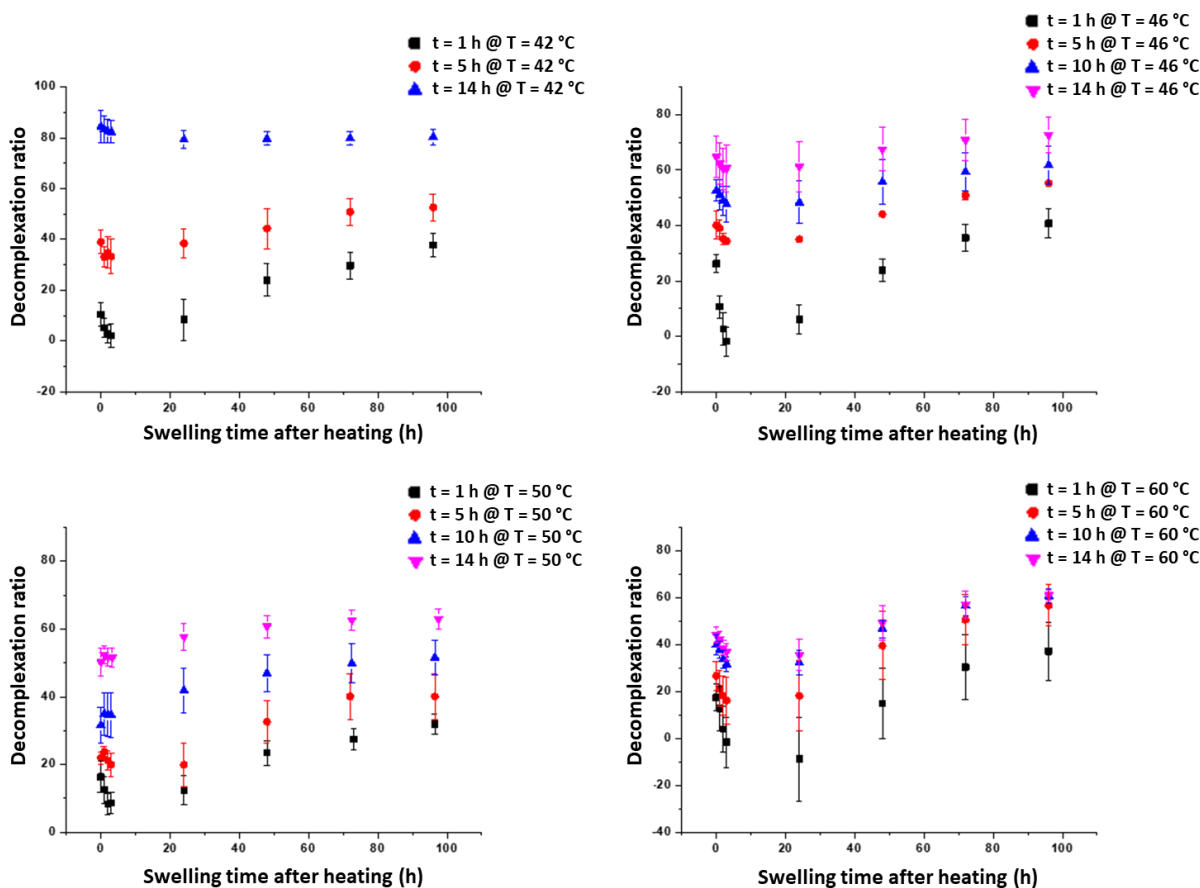 t = 1 h @ T = 42 °C
t = 5 h @ T = 42 °C
t = 14 h @ T = 42 °C
100
80
60
40
20
0
-20
Decomplexation ratio
0 20 40 60 80 100
Swelling time after heating (h)
t = 1 h @ T = 46 °C
t = 5 h @ T = 46 °C
t = 10 h @ T = 46 °C
t = 14 h @ T = 46 °C
80
60
40
20
0
-20
Decomplexation ratio
0 20 40 60 80 100
Swelling time after heating (h)
t = 1 h @ T = 50 °C
t = 5 h @ T = 50 °C
t = 10 h @ T = 50 °C
t = 14 h @ T = 50 °C
80
60
40
20
0
Decomplexation ratio
0 20 40 60 80 100
Swelling time after heating (h)
t = 1 h @ T = 60 °C
t = 5 h @ T = 60 °C
t = 10 h @ T = 60 °C
t = 14 h @ T = 60 °C
80
60
40
20
0
-20
-40
Decomplexation ratio
0 20 40 60 80 100
Swelling time after heating (h)